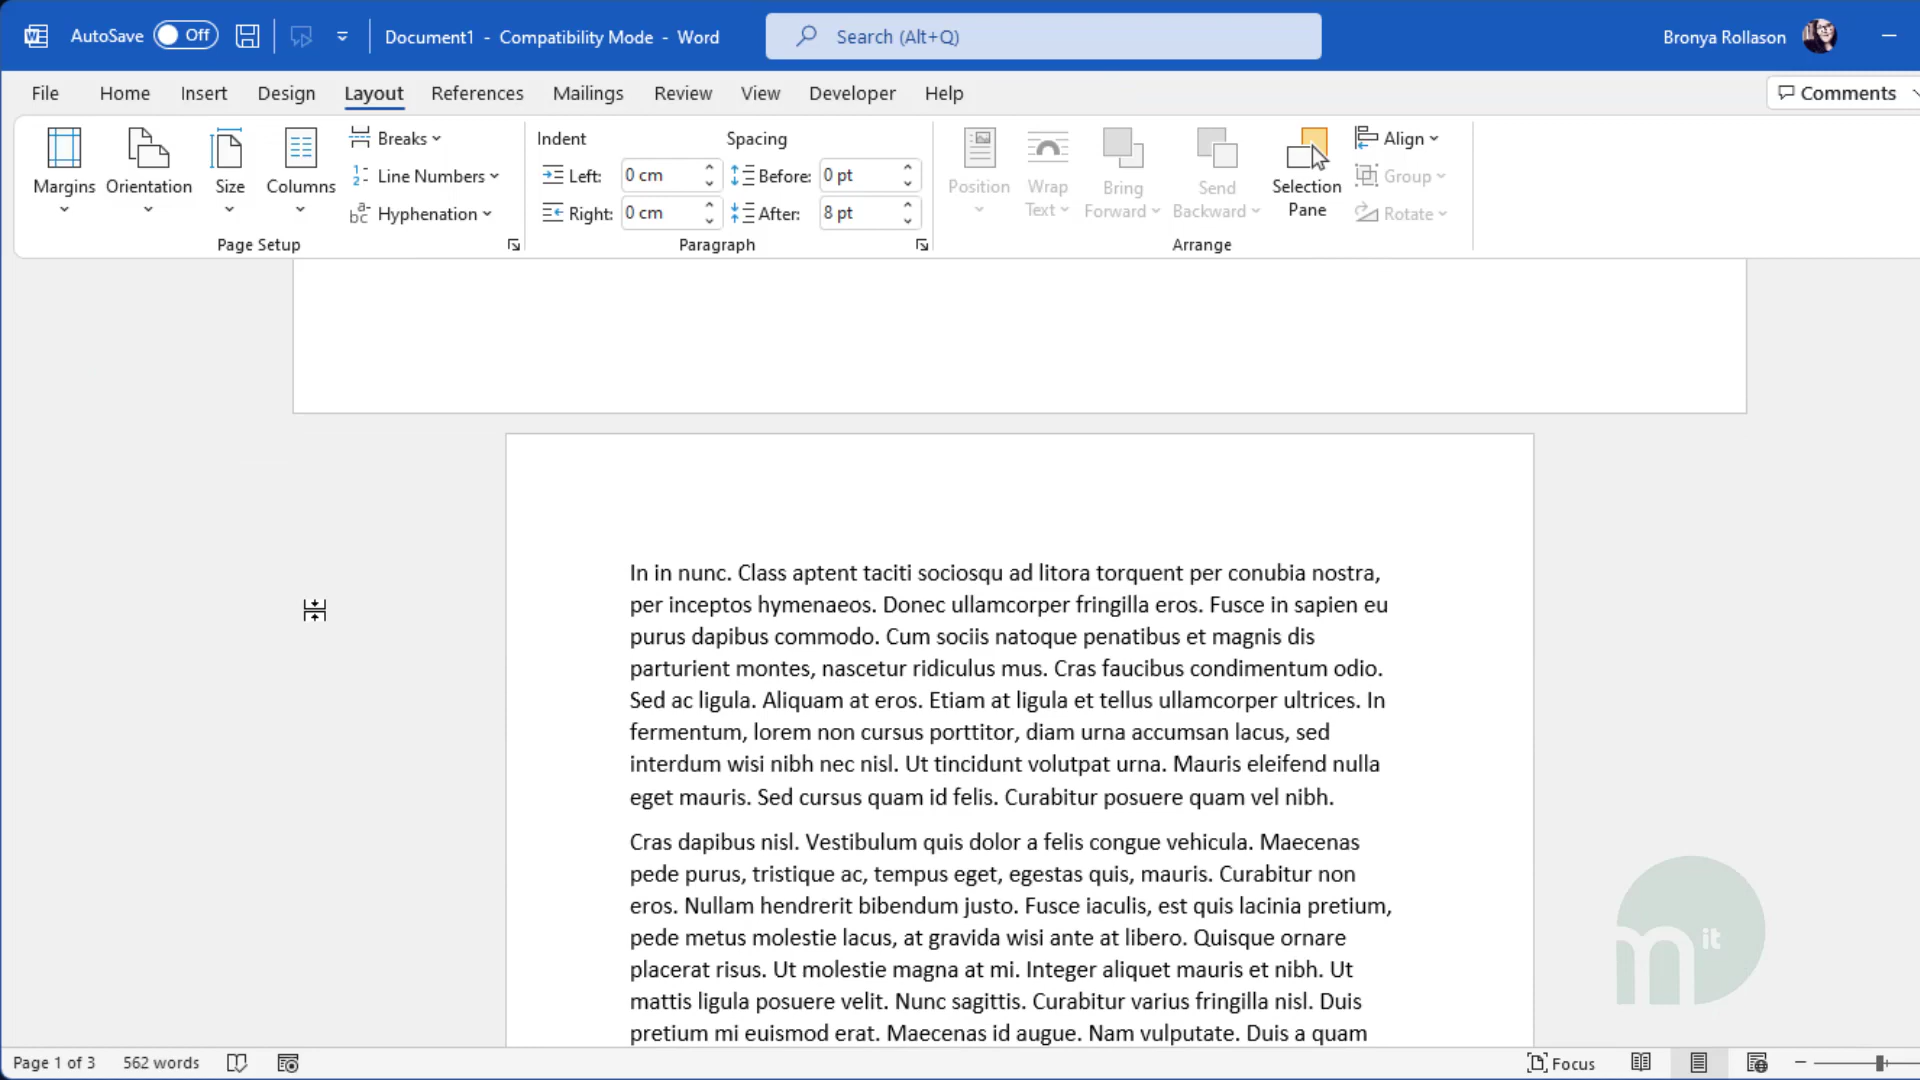 AutoSave Off Document1 - Compatibility Mode - Word Search (Alt+Q) Bronya Rollason
File Home Insert Design Layout References Mailings Review View Developer Help Comments
Margins Orientation Size Columns
Breaks
Line Numbers
Hyphenation
Page Setup
Indent Spacing
Left: 0 cm Before: 0 pt
Right: 0 cm After: 8 pt
Paragraph
Position Wrap Text Bring Forward Send Backward Selection Pane
Align
Group
Rotate
Arrange
In in nunc. Class aptent taciti sociosqu ad litora torquent per conubia nostra,
per inceptos hymenaeos. Donec ullamcorper fringilla eros. Fusce in sapien eu
purus dapibus commodo. Cum sociis natoque penatibus et magnis dis
parturient montes, nascetur ridiculus mus. Cras faucibus condimentum odio.
Sed ac ligula. Aliquam at eros. Etiam at ligula et tellus ullamcorper ultrices. In
fermentum, lorem non cursus porttitor, diam urna accumsan lacus, sed
interdum wisi nibh nec nisl. Ut tincidunt volutpat urna. Mauris eleifend nulla
eget mauris. Sed cursus quam id felis. Curabitur posuere quam vel nibh.
Cras dapibus nisl. Vestibulum quis dolor a felis congue vehicula. Maecenas
pede purus, tristique ac, tempus eget, egestas quis, mauris. Curabitur non
eros. Nullam hendrerit bibendum justo. Fusce iaculis, est quis lacinia pretium,
pede metus molestie lacus, at gravida wisi ante at libero. Quisque ornare
placerat risus. Ut molestie magna at mi. Integer aliquet mauris et nibh. Ut
mattis ligula posuere velit. Nunc sagittis. Curabitur varius fringilla nisl. Duis
pretium mi euismod erat. Maecenas id augue. Nam vulputate. Duis a quam
m it
Page 1 of 3 562 words Focus